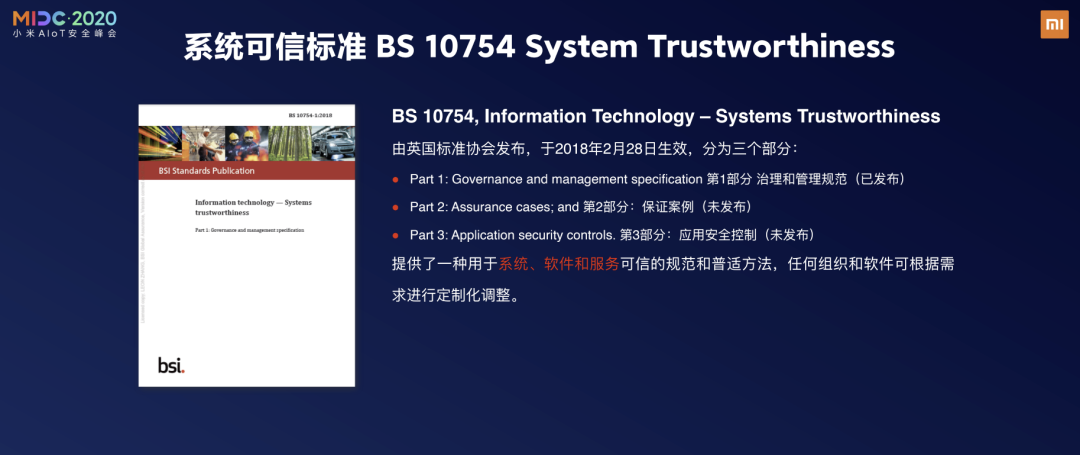 MIDC·2020
小米AIoT安全峰会
系统可信标准 BS 10754 System Trustworthiness
BS 10754-1:2018
BSI Standards Publication
Information technology — Systems
trustworthiness
Part 1: Governance and management specification
bsi.
BS 10754, Information Technology – Systems Trustworthiness
由英国标准协会发布，于2018年2月28日生效，分为三个部分：
● Part 1: Governance and management specification 第1部分 治理和管理规范（已发布）
● Part 2: Assurance cases; and 第2部分：保证案例（未发布）
● Part 3: Application security controls. 第3部分：应用安全控制（未发布）
提供了一种用于系统、软件和服务可信的规范和普适方法，任何组织和软件可根据需
求进行定制化调整。